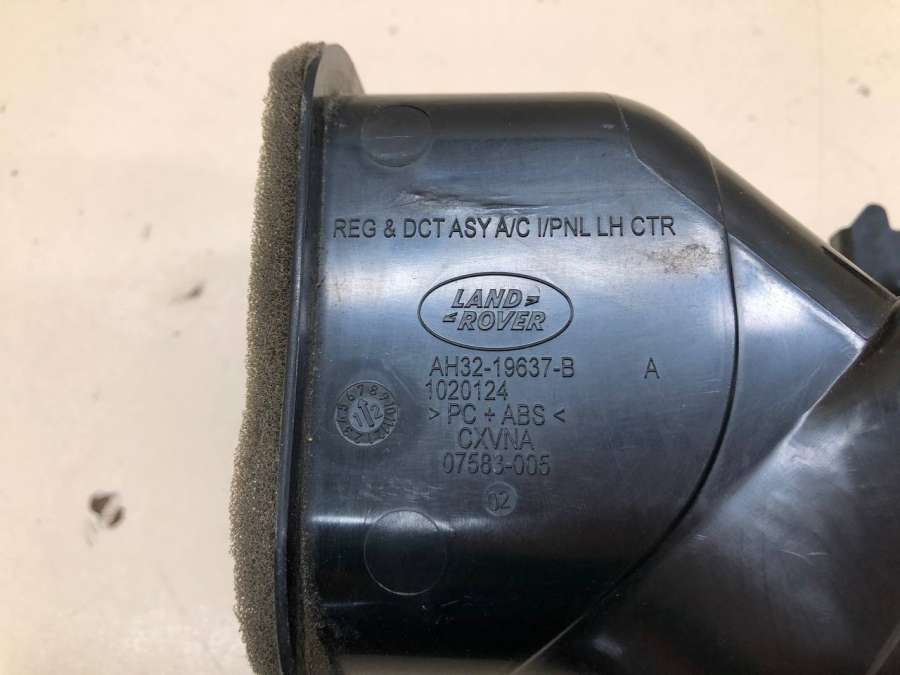 REG & DCT ASY A/C I/PNL LH CTR
LAND
ROVER
AH32-19637-B A
1020124
> PC + ABS <
CXVNA
07583-005
02